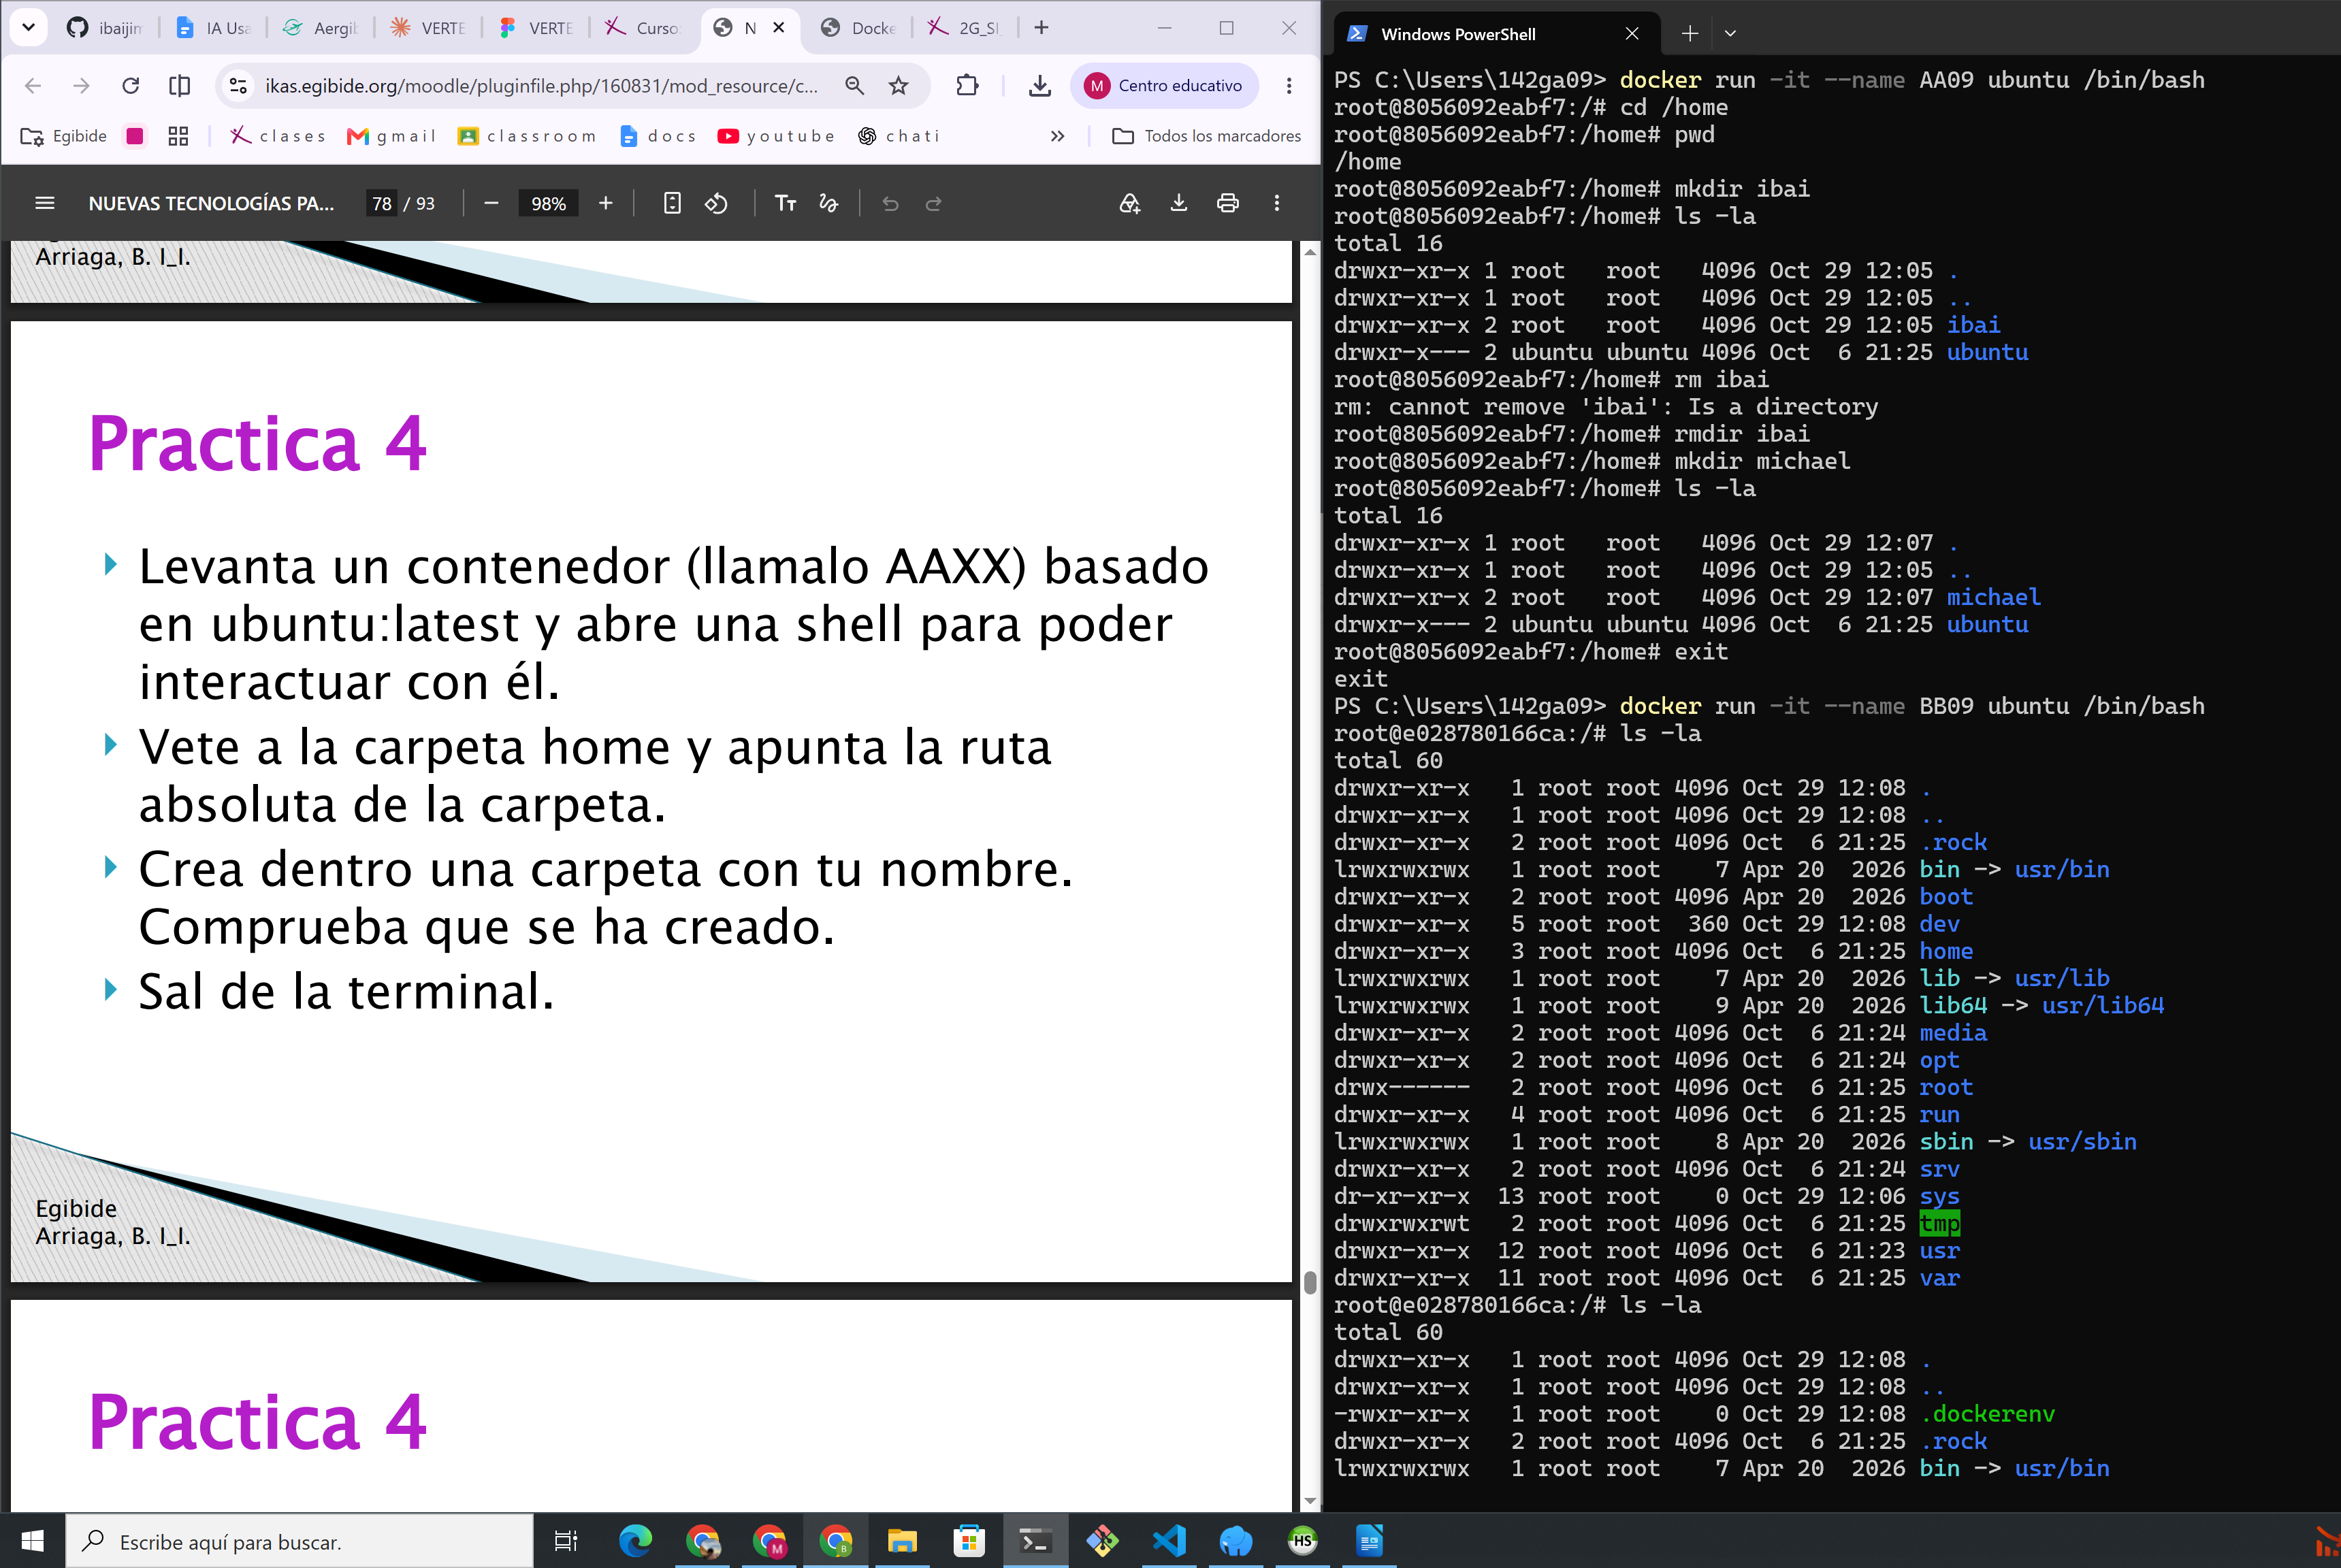 ibaijim
IA Usa
Aergib
VERTE
VERTE
Curso
N
Docke
2G_SI_
ikas.egibide.org/moodle/pluginfile.php/160831/mod_resource/c...
M Centro educativo
Egibide
clases
gmail
classroom
docs
youtube
chati
»
Todos los marcadores
NUEVAS TECNOLOGÍAS PA...
78 / 93
98%
Arriaga, B. I_I.
Practica 4
Levanta un contenedor (llamalo AAXX) basado
en ubuntu:latest y abre una shell para poder
interactuar con él.
Vete a la carpeta home y apunta la ruta
absoluta de la carpeta.
Crea dentro una carpeta con tu nombre.
Comprueba que se ha creado.
Sal de la terminal.
Egibide
Arriaga, B. I_I.
Practica 4
Windows PowerShell
PS C:\Users\142ga09> docker run -it --name AA09 ubuntu /bin/bash
root@8056092eabf7:/# cd /home
root@8056092eabf7:/home# pwd
/home
root@8056092eabf7:/home# mkdir ibai
root@8056092eabf7:/home# ls -la
total 16
drwxr-xr-x 1 root   root   4096 Oct 29 12:05 .
drwxr-xr-x 1 root   root   4096 Oct 29 12:05 ..
drwxr-xr-x 2 root   root   4096 Oct 29 12:05 ibai
drwxr-x--- 2 ubuntu ubuntu 4096 Oct  6 21:25 ubuntu
root@8056092eabf7:/home# rm ibai
rm: cannot remove 'ibai': Is a directory
root@8056092eabf7:/home# rmdir ibai
root@8056092eabf7:/home# mkdir michael
root@8056092eabf7:/home# ls -la
total 16
drwxr-xr-x 1 root   root   4096 Oct 29 12:07 .
drwxr-xr-x 1 root   root   4096 Oct 29 12:05 ..
drwxr-xr-x 2 root   root   4096 Oct 29 12:07 michael
drwxr-x--- 2 ubuntu ubuntu 4096 Oct  6 21:25 ubuntu
root@8056092eabf7:/home# exit
exit
PS C:\Users\142ga09> docker run -it --name BB09 ubuntu /bin/bash
root@e028780166ca:/# ls -la
total 60
drwxr-xr-x   1 root root 4096 Oct 29 12:08 .
drwxr-xr-x   1 root root 4096 Oct 29 12:08 ..
drwxr-xr-x   2 root root 4096 Oct  6 21:25 .rock
lrwxrwxrwx   1 root root    7 Apr 20  2026 bin -> usr/bin
drwxr-xr-x   2 root root 4096 Apr 20  2026 boot
drwxr-xr-x   5 root root  360 Oct 29 12:08 dev
drwxr-xr-x   3 root root 4096 Oct  6 21:25 home
lrwxrwxrwx   1 root root    7 Apr 20  2026 lib -> usr/lib
lrwxrwxrwx   1 root root    9 Apr 20  2026 lib64 -> usr/lib64
drwxr-xr-x   2 root root 4096 Oct  6 21:24 media
drwxr-xr-x   2 root root 4096 Oct  6 21:24 opt
drwx------   2 root root 4096 Oct  6 21:25 root
drwxr-xr-x   4 root root 4096 Oct  6 21:25 run
lrwxrwxrwx   1 root root    8 Apr 20  2026 sbin -> usr/sbin
drwxr-xr-x   2 root root 4096 Oct  6 21:24 srv
dr-xr-xr-x  13 root root    0 Oct 29 12:06 sys
drwxrwxrwt   2 root root 4096 Oct  6 21:25 tmp
drwxr-xr-x  12 root root 4096 Oct  6 21:23 usr
drwxr-xr-x  11 root root 4096 Oct  6 21:25 var
root@e028780166ca:/# ls -la
total 60
drwxr-xr-x   1 root root 4096 Oct 29 12:08 .
drwxr-xr-x   1 root root 4096 Oct 29 12:08 ..
-rwxr-xr-x   1 root root    0 Oct 29 12:08 .dockerenv
drwxr-xr-x   2 root root 4096 Oct  6 21:25 .rock
lrwxrwxrwx   1 root root    7 Apr 20  2026 bin -> usr/bin
Escribe aquí para buscar.
M
B
HS